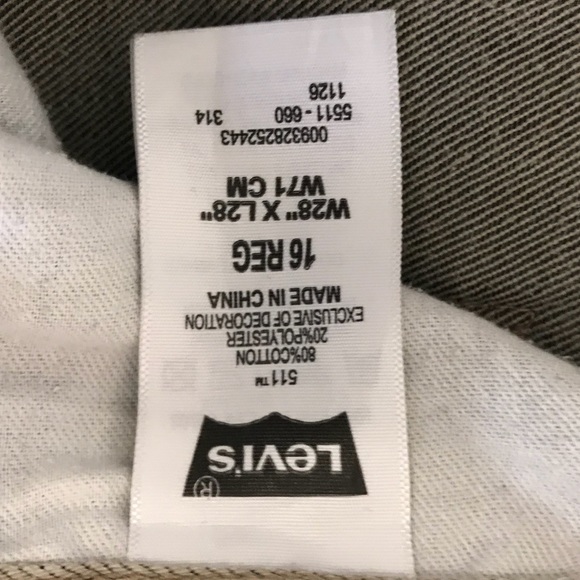 LEVI'S®
511™
80%COTTON
20%POLYESTER
EXCLUSIVE OF DECORATION
MADE IN CHINA
16 REG
W28" X L28"
W71 CM
009328252443
5511 - 660 314
1126